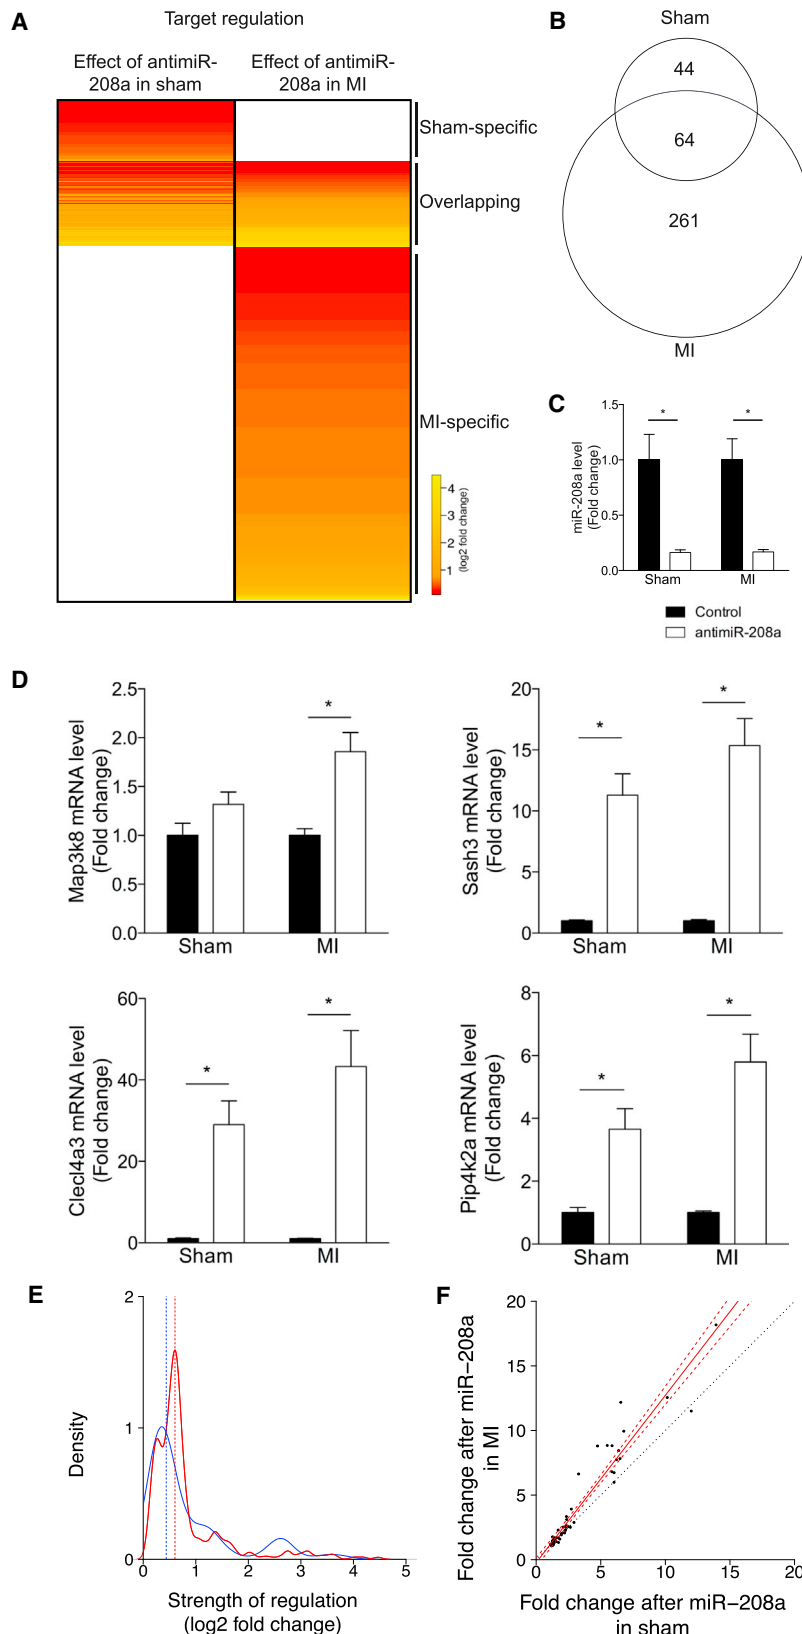 A
Target regulation
Effect of antimiR-
208a in sham
Effect of antimiR-
208a in MI
Sham-specific
Overlapping
MI-specific
4
3
2
1
(log2 fold change)
B
Sham
44
64
261
MI
C
miR-208a level
(Fold change)
1.5
1.0
0.5
0.0
*
*
Sham
MI
Control
antimiR-208a
D
Map3k8 mRNA level
(Fold change)
2.5
2.0
1.5
1.0
0.5
0.0
*
Sham
MI
Sash3 mRNA level
(Fold change)
20
15
10
5
0
*
*
Sham
MI
Clecl4a3 mRNA level
(Fold change)
60
40
20
0
*
*
Sham
MI
Pip4k2a mRNA level
(Fold change)
8
6
4
2
0
*
*
Sham
MI
E
Density
2
1
0
0
1
2
3
4
5
Strength of regulation
(log2 fold change)
F
Fold change after miR−208a
in MI
20
15
10
5
0
0
5
10
15
20
Fold change after miR−208a
in sham